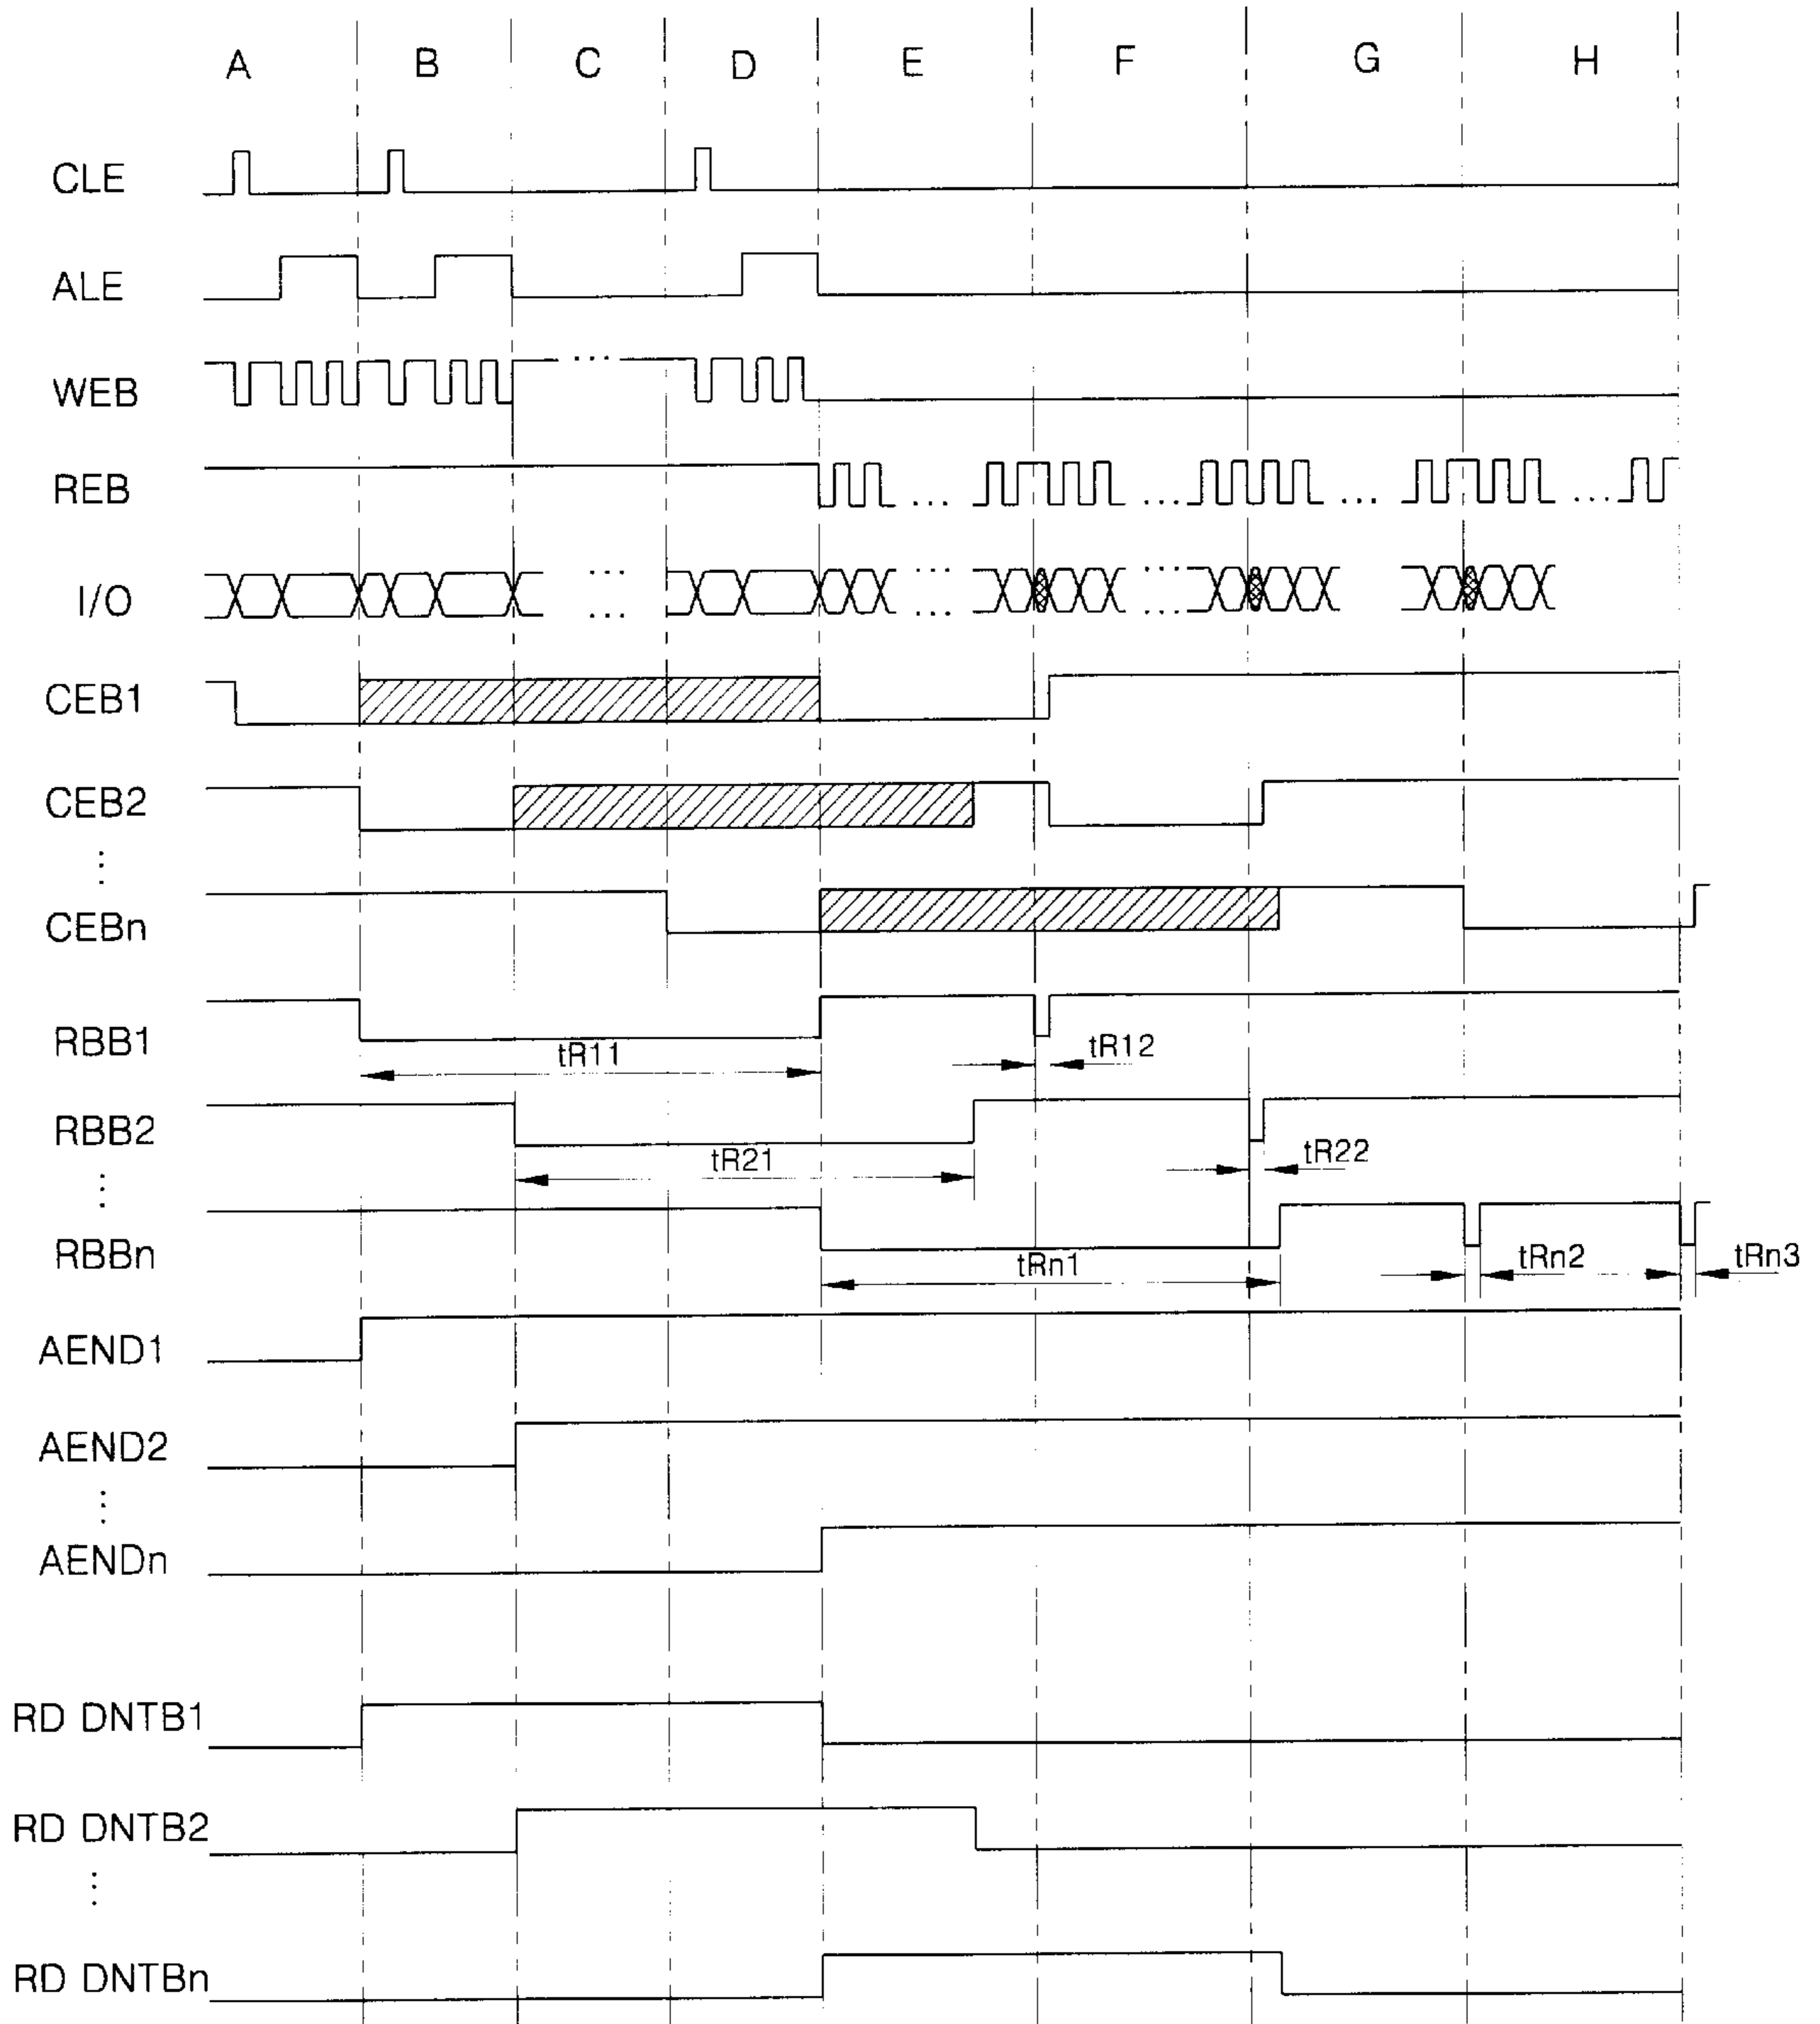 A B C D E F G H
CLE
ALE
WEB
...
REB
... ... ... ...
I/O
... ... ...
... ... ...
CEB1
CEB2
⋮
CEBn
RBB1
tR11
tR12
RBB2
tR21
tR22
⋮
RBBn
tRn1
tRn2
tRn3
AEND1
AEND2
⋮
AENDn
RD DNTB1
RD DNTB2
⋮
RD DNTBn